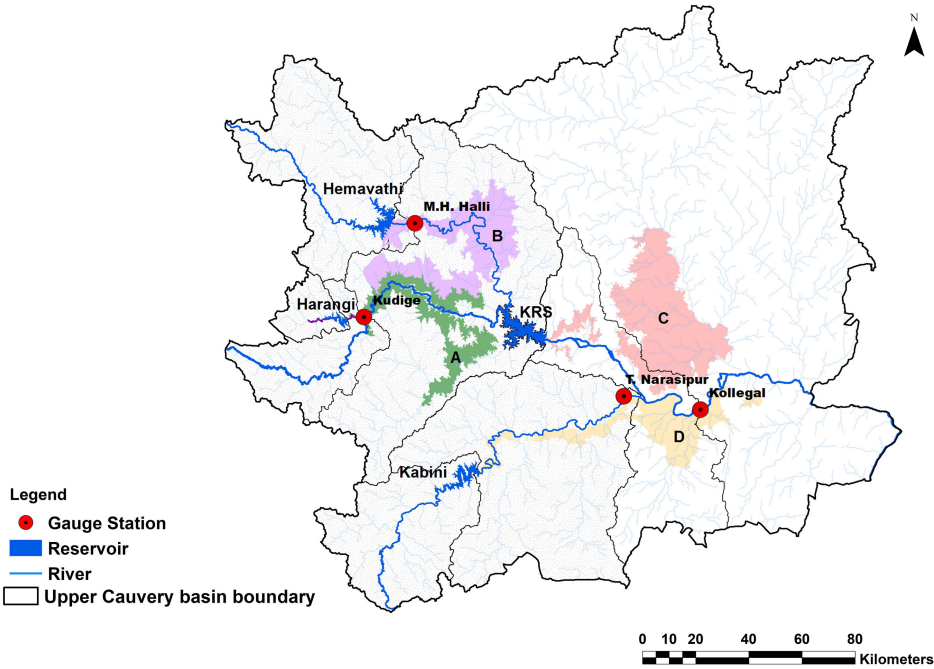 N
Hemavathi
M.H. Halli
B
Harangi
Kudige
KRS
C
A
T. Narasipur
Kollegal
D
Kabini
Legend
Gauge Station
Reservoir
River
Upper Cauvery basin boundary
0 5 10 20 40 60 80
Kilometers